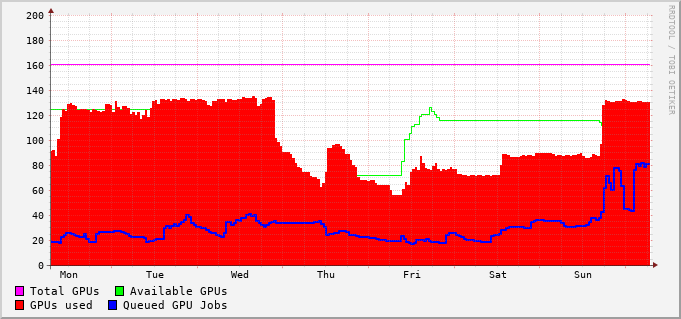 200
180
160
140
120
100
80
60
40
20
0
Mon Tue Wed Thu Fri Sat Sun
Total GPUs Available GPUs
GPUs used Queued GPU Jobs
RRDTOOL / TOBI OETIKER